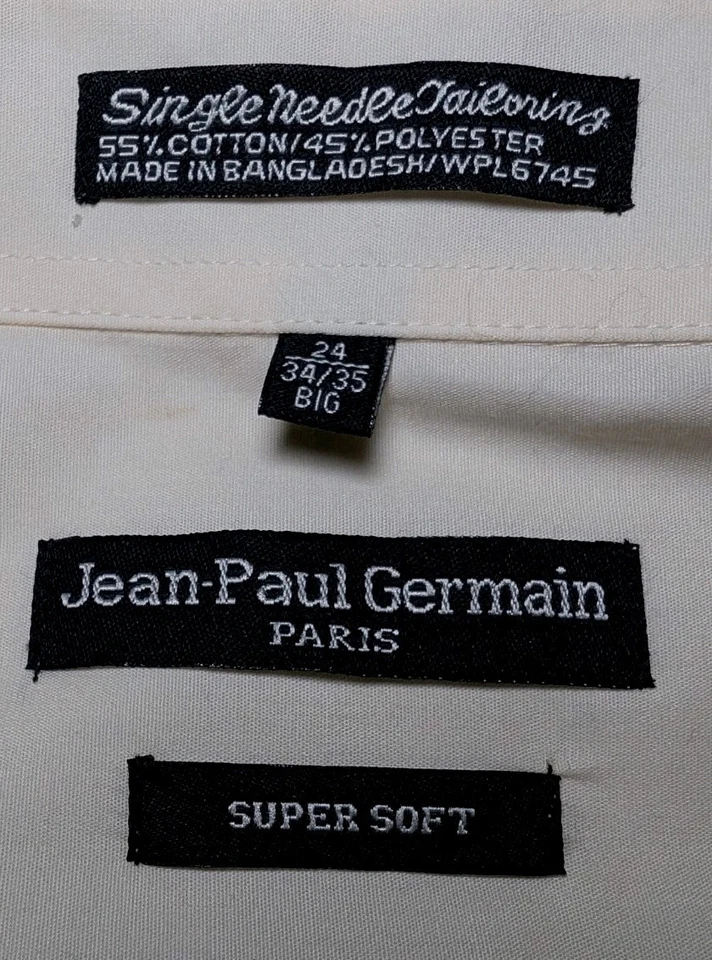 Single Needle Tailoring
55% COTTON/45% POLYESTER
MADE IN BANGLADESH/WPL6745
24
34/35
BIG
Jean-Paul Germain
PARIS
SUPER SOFT